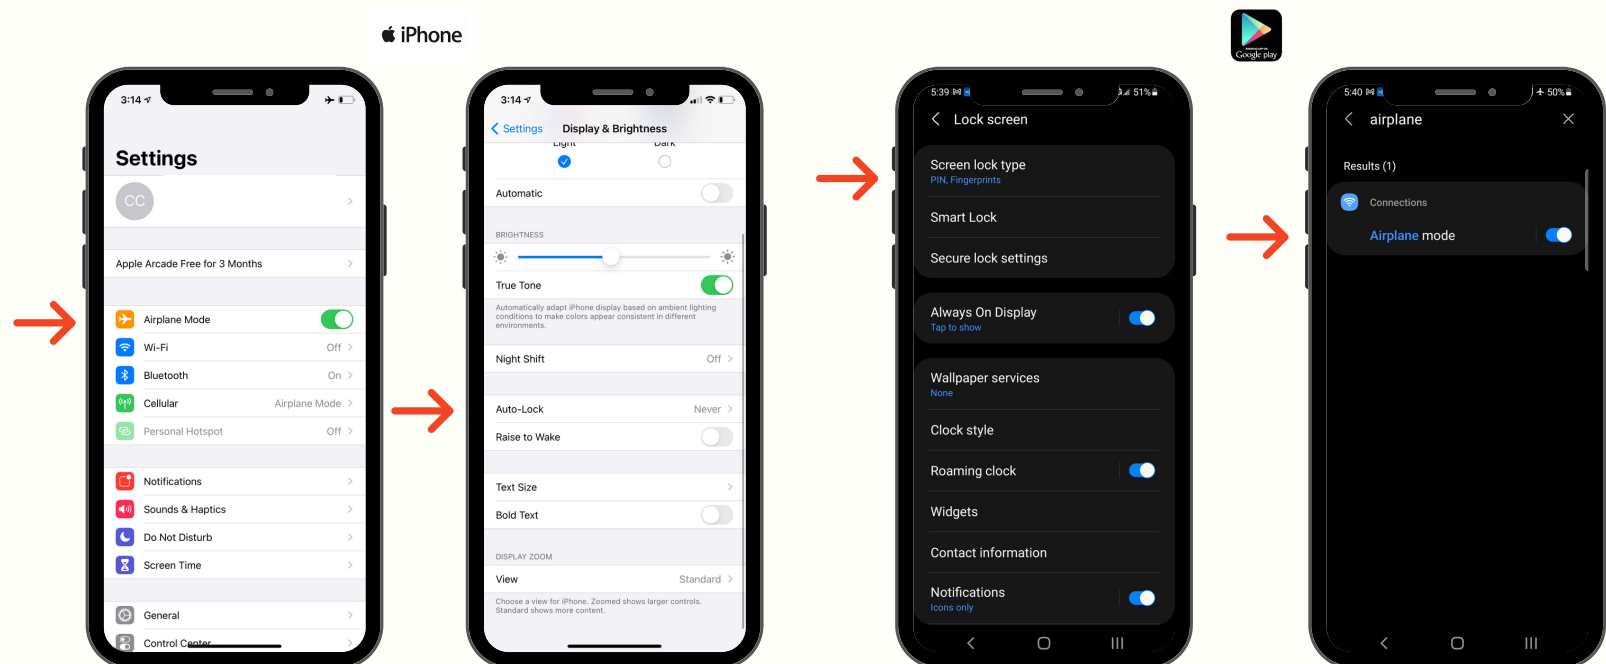 iPhone
3:14
Settings
CC
Apple Arcade Free for 3 Months
Airplane Mode
Wi-Fi Off
Bluetooth On
Cellular Airplane Mode
Personal Hotspot Off
Notifications
Sounds & Haptics
Do Not Disturb
Screen Time
General
Control Center
3:14
Settings Display & Brightness
Light Dark
Automatic
BRIGHTNESS
True Tone
Automatically adapt iPhone display based on ambient lighting
conditions to make colors appear consistent in different
environments.
Night Shift Off
Auto-Lock Never
Raise to Wake
Text Size
Bold Text
DISPLAY ZOOM
View Standard
Choose a view for iPhone. Zoomed shows larger controls.
Standard shows more content.
Google play
5:39 51%
Lock screen
Screen lock type
PIN, Fingerprints
Smart Lock
Secure lock settings
Always On Display
Tap to show
Wallpaper services
None
Clock style
Roaming clock
Widgets
Contact information
Notifications
Icons only
5:40 50%
airplane
Results (1)
Connections
Airplane mode